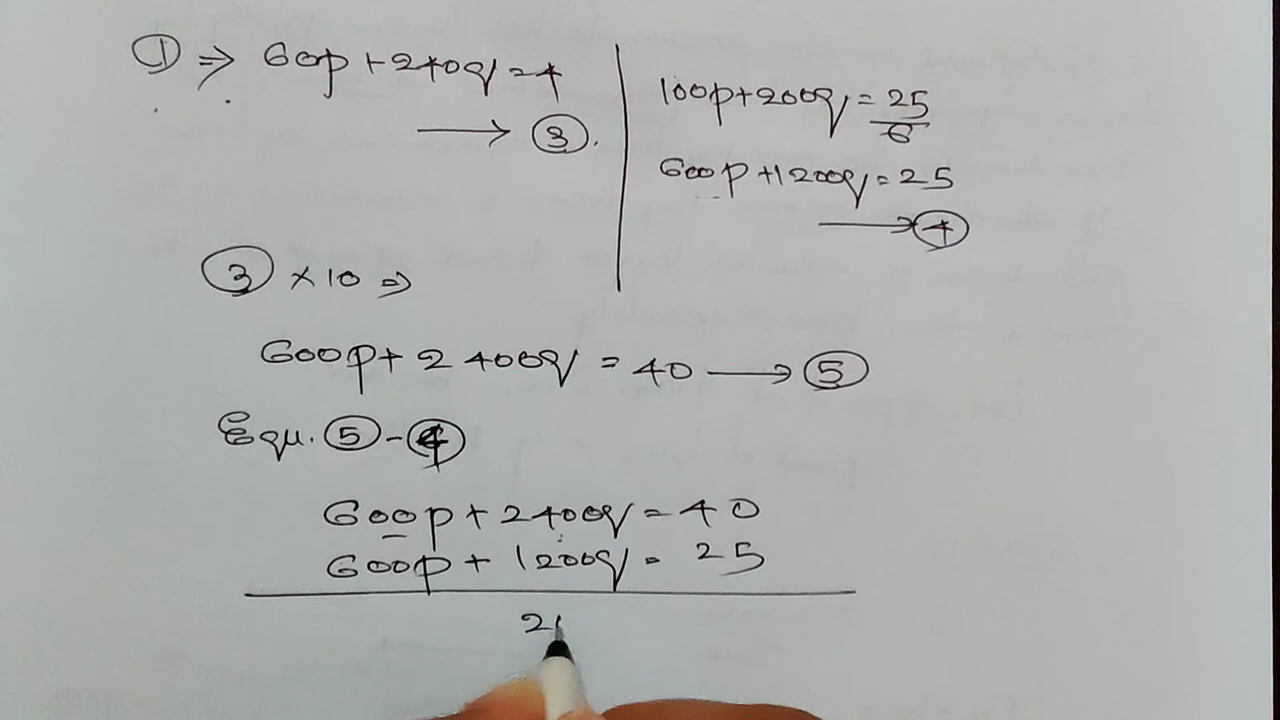 ① ⇒ 60p + 240q = 4
⟶ ③.
100p + 200q = 25/6
600p + 1200q = 25
⟶ ④
③ × 10 ⇒
600p + 2400q = 40 ⟶ ⑤
Equ. ⑤ - ④
600p + 2400q = 40
600p + 1200q = 25
2